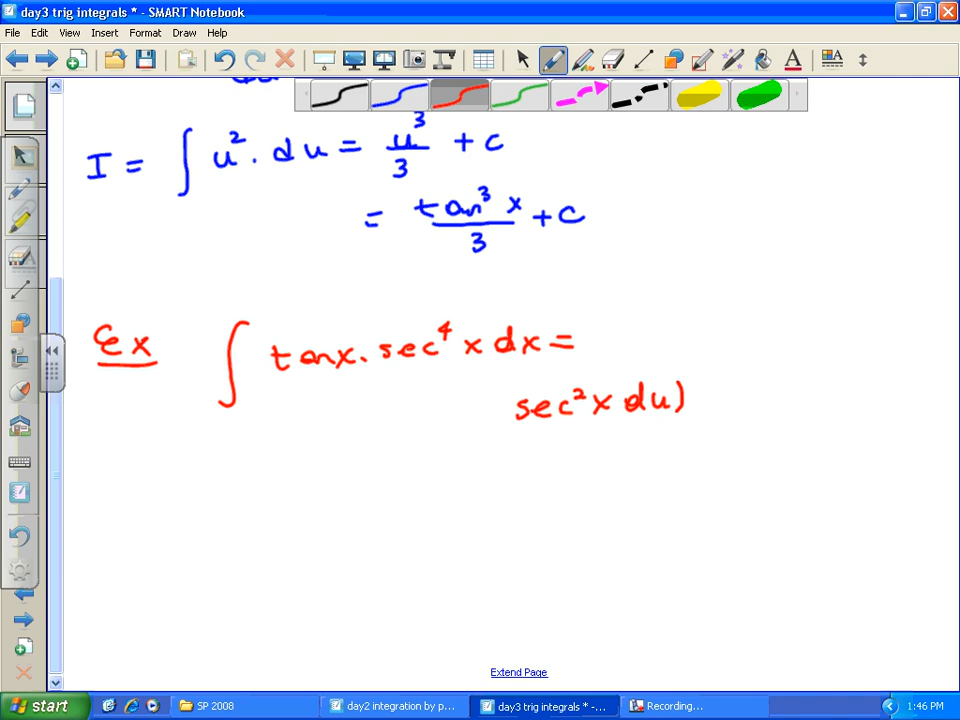 day3 trig integrals * - SMART Notebook
File Edit View Insert Format Draw Help
I = ∫ u². du = u³/3 + c
= tan³ x/3 + c
Ex ∫ tanx. sec⁴ x dx =
sec² x du)
Extend Page
start SP 2008 day2 integration by p... day3 trig integrals * -... Recording... 1:46 PM